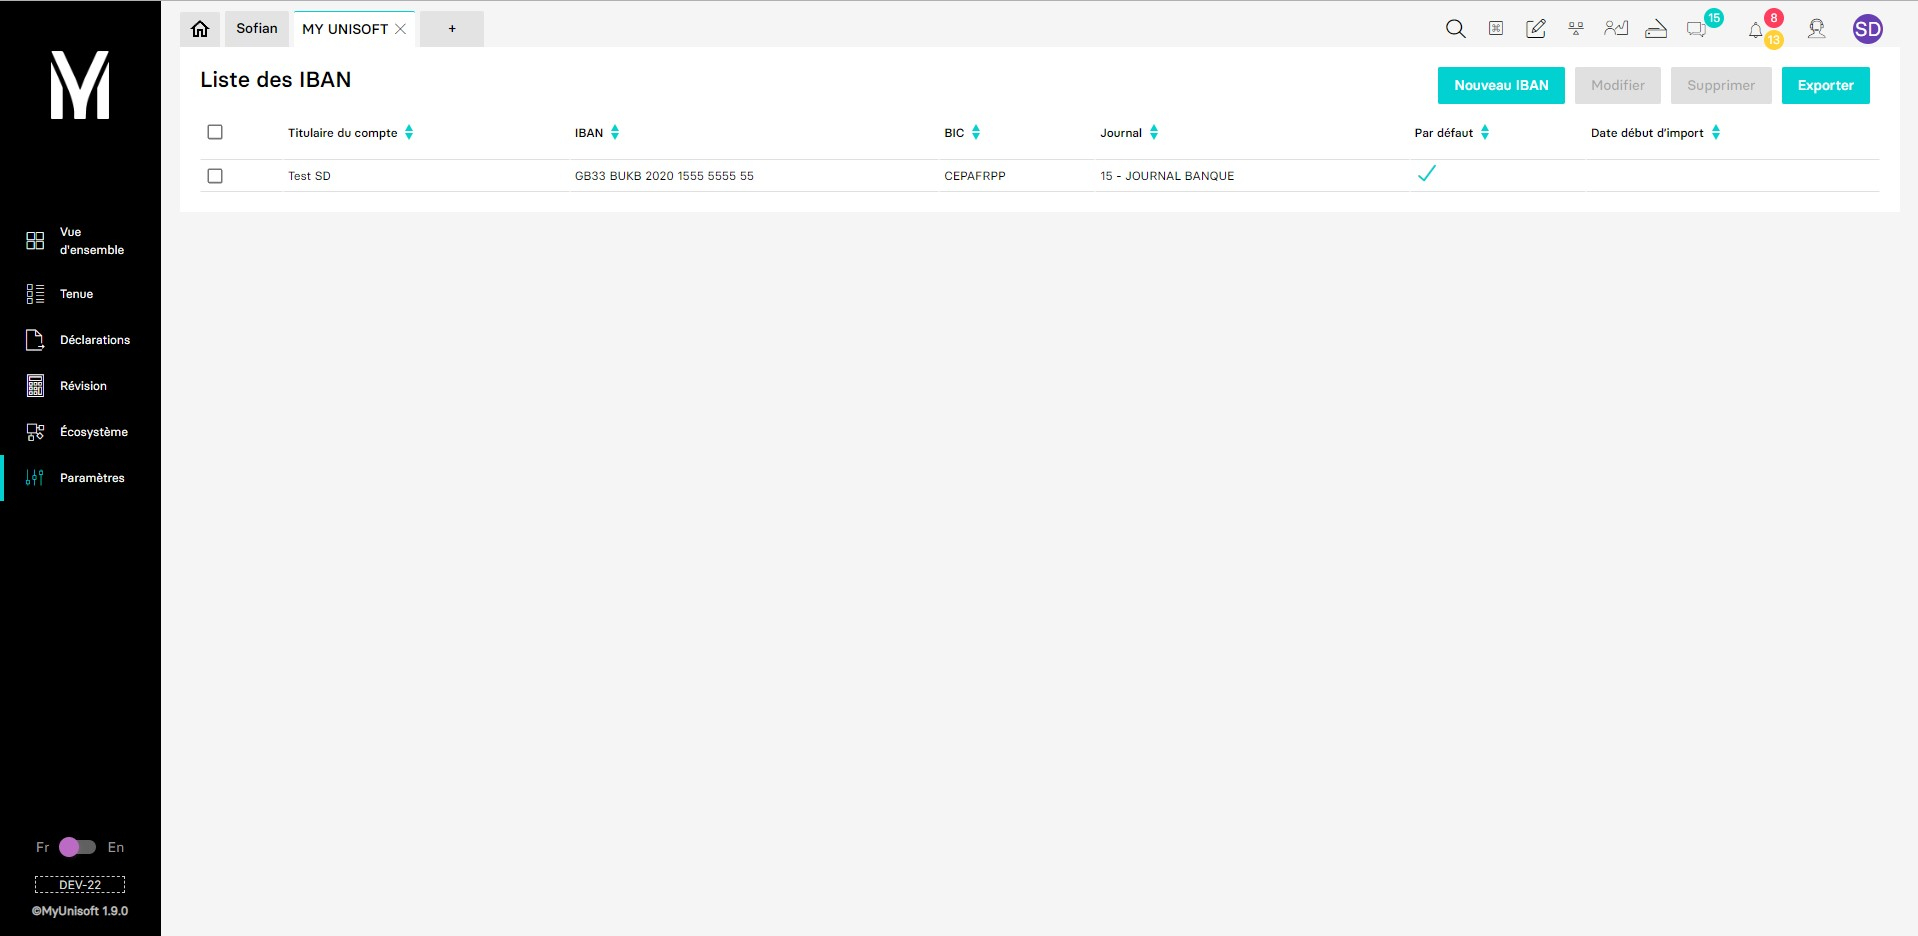 Sofian
MY UNISOFT
+
15
8
13
SD
Liste des IBAN
Nouveau IBAN
Modifier
Supprimer
Exporter
Titulaire du compte
IBAN
BIC
Journal
Par défaut
Date début d'import
Test SD
GB33 BUKB 2020 1555 5555 55
CEPAFRPP
15 - JOURNAL BANQUE
Vue
d'ensemble
Tenue
Déclarations
Révision
Écosystème
Paramètres
Fr
En
DEV-22
©MyUnisoft 1.9.0